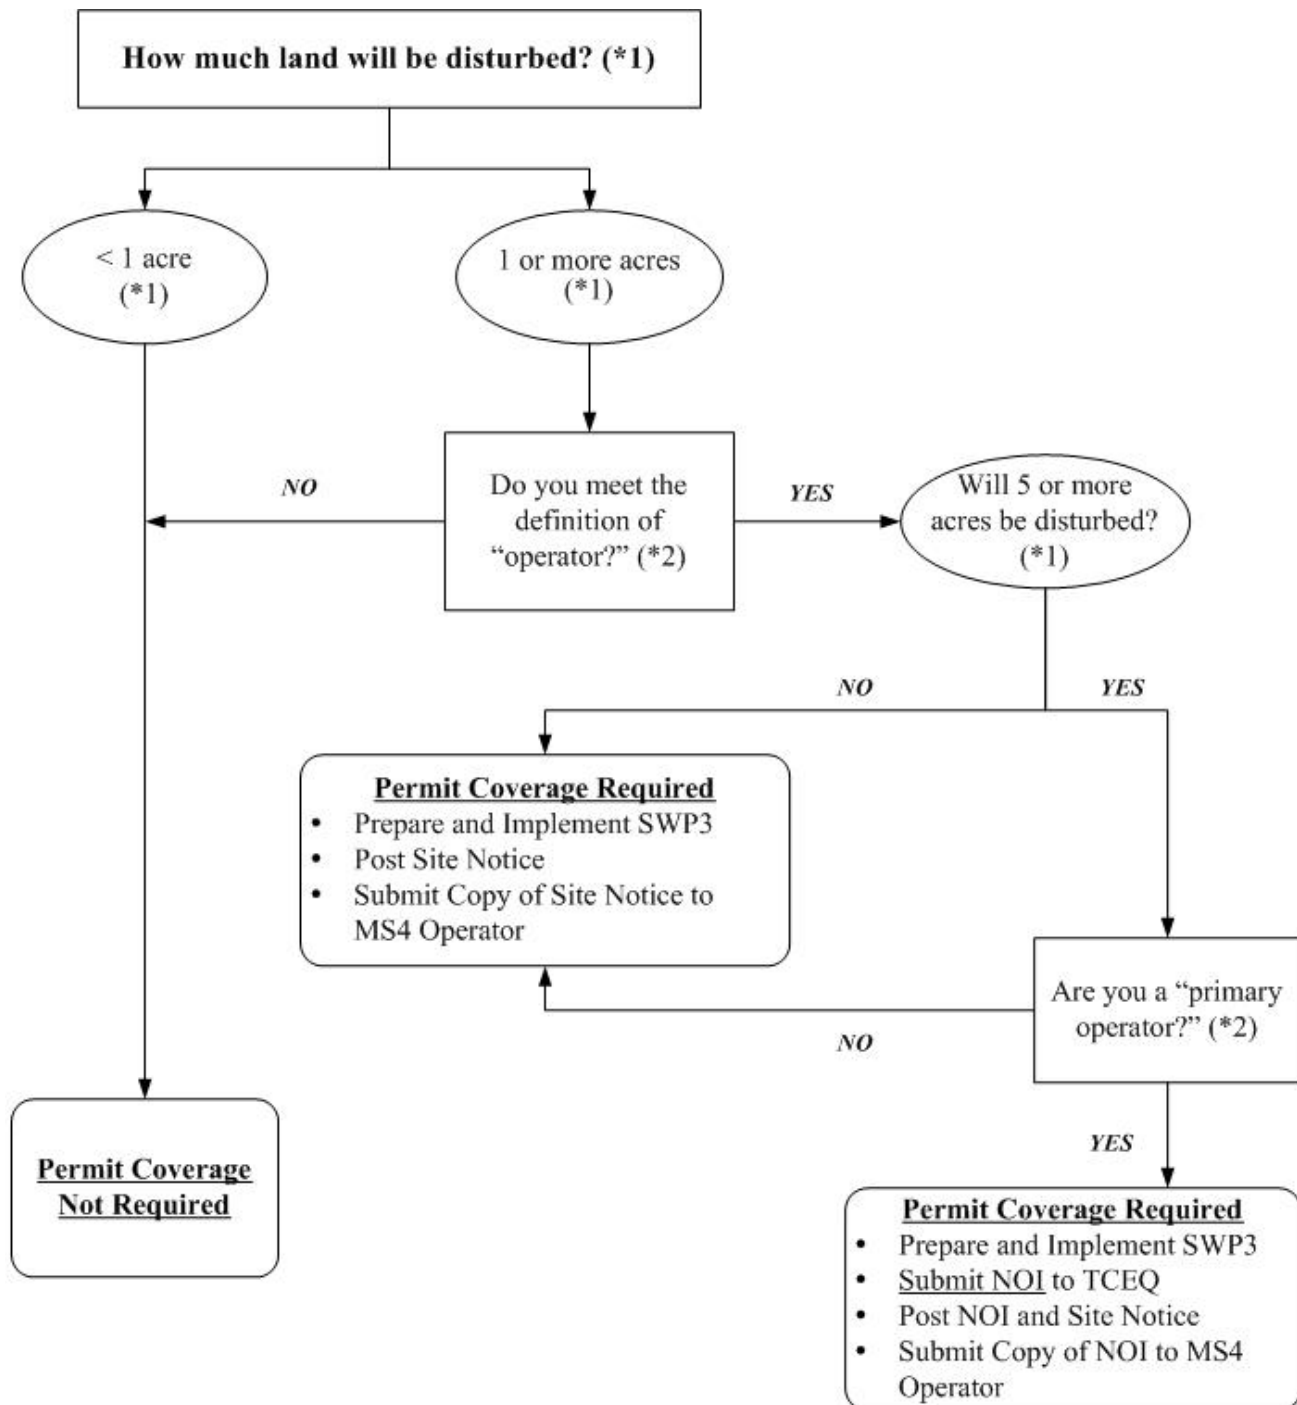 How much land will be disturbed? (*1)
< 1 acre
(*1)
1 or more acres
(*1)
NO
Do you meet the
definition of
“operator?” (*2)
YES
Will 5 or more
acres be disturbed?
(*1)
NO
YES
Permit Coverage Required
• Prepare and Implement SWP3
• Post Site Notice
• Submit Copy of Site Notice to
MS4 Operator
Are you a “primary
operator?” (*2)
NO
YES
Permit Coverage
Not Required
Permit Coverage Required
• Prepare and Implement SWP3
• Submit NOI to TCEQ
• Post NOI and Site Notice
• Submit Copy of NOI to MS4
Operator